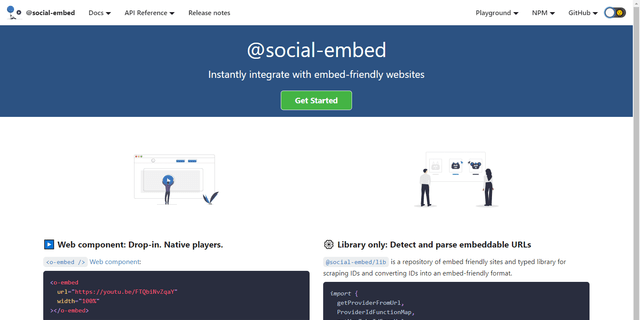 @social-embed Docs API Reference Release notes Playground NPM GitHub
@social-embed
Instantly integrate with embed-friendly websites
Get Started
Web component: Drop-in. Native players.
<o-embed /> Web component:
<o-embed
url="https://youtu.be/FTQbiNvZqaY"
width="100%"
></o-embed>
Library only: Detect and parse embeddable URLs
@social-embed/lib is a repository of embed friendly sites and typed library for
scraping IDs and converting IDs into an embed-friendly format.
import {
getProviderFromUrl,
ProviderIdFunctionMap,